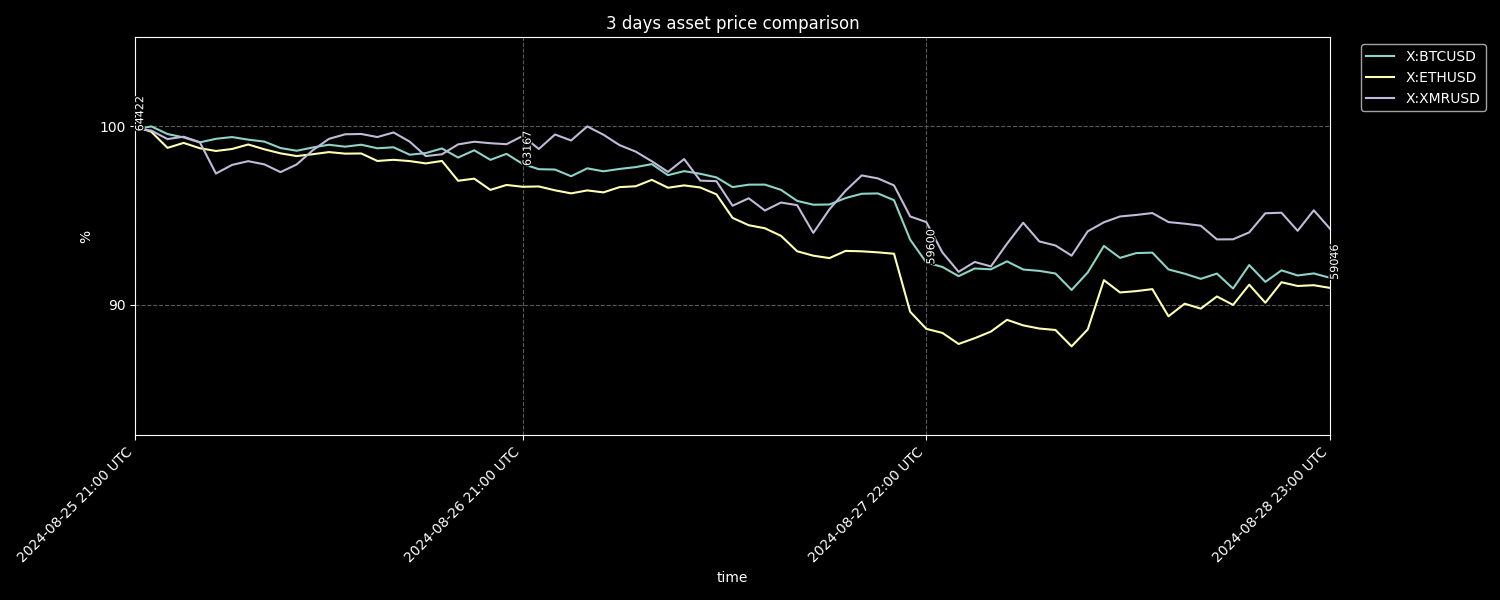 3 days asset price comparison
X:BTCUSD
X:ETHUSD
X:XMRUSD
100
90
%
64422
63167
59600
59046
2024-08-25 21:00 UTC
2024-08-26 21:00 UTC
2024-08-27 22:00 UTC
2024-08-28 23:00 UTC
time